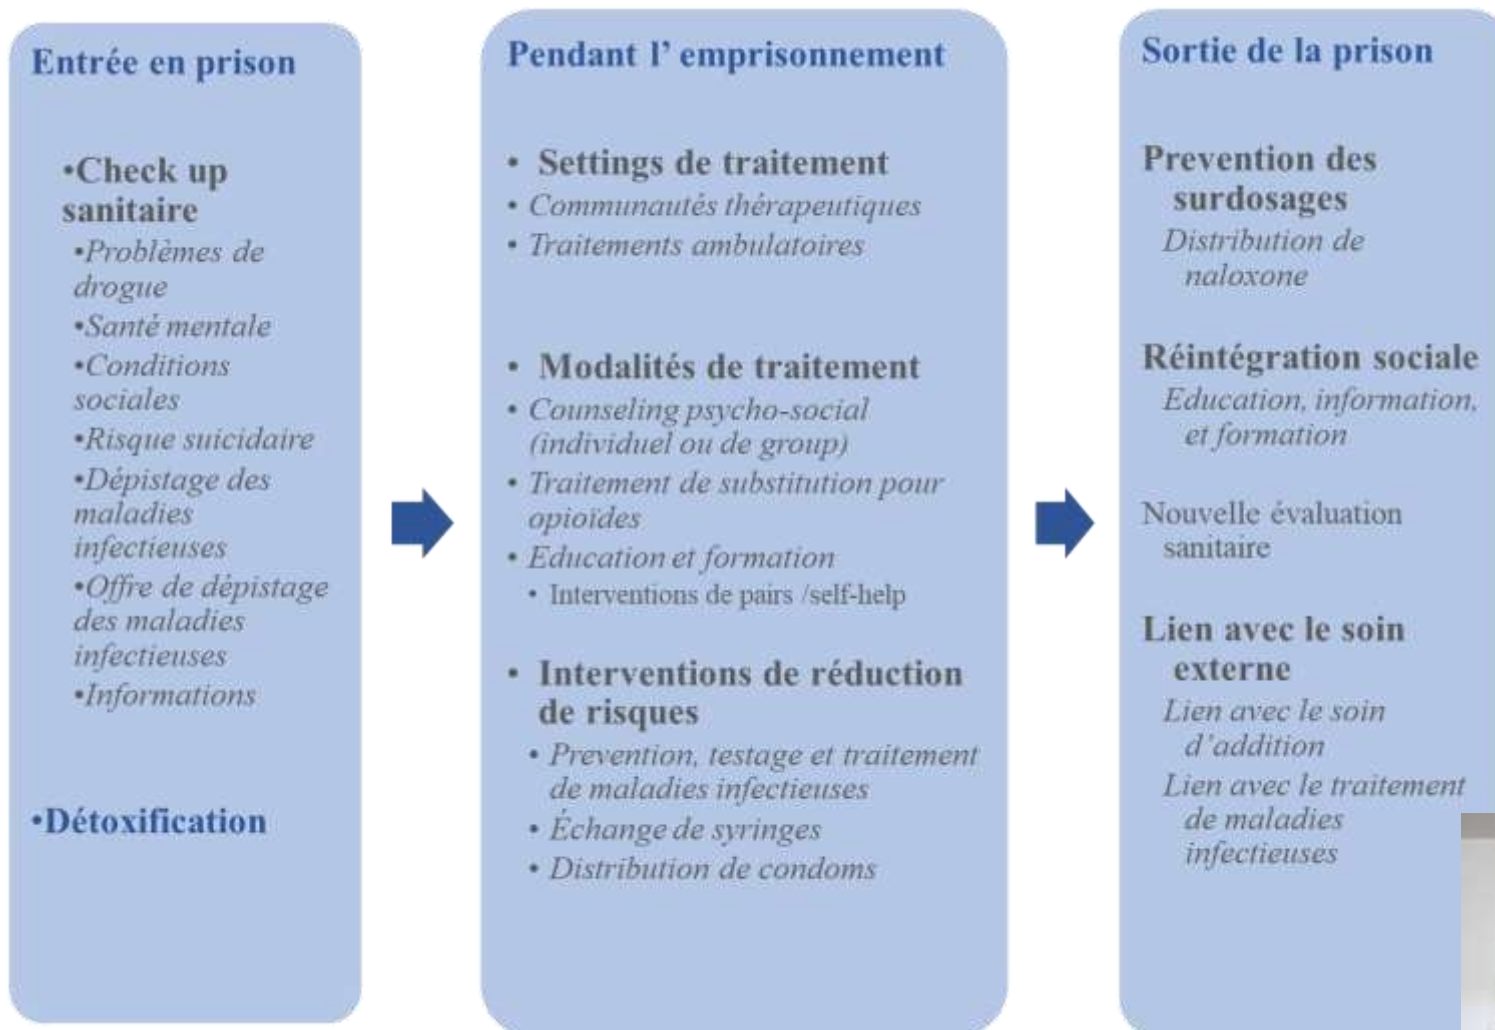 Entrée en prison
•Check up
sanitaire
•Problèmes de
drogue
•Santé mentale
•Conditions
sociales
•Risque suicidaire
•Dépistage des
maladies
infectieuses
•Offre de dépistage
des maladies
infectieuses
•Informations
•Détoxification
Pendant l’ emprisonnement
• Settings de traitement
• Communautés thérapeutiques
• Traitements ambulatoires
• Modalités de traitement
• Counseling psycho-social
(individuel ou de group)
• Traitement de substitution pour
opioïdes
• Education et formation
• Interventions de pairs /self-help
• Interventions de réduction
de risques
• Prevention, testage et traitement
de maladies infectieuses
• Échange de syringes
• Distribution de condoms
Sortie de la prison
Prevention des
surdosages
Distribution de
naloxone
Réintégration sociale
Education, information,
et formation
Nouvelle évaluation
sanitaire
Lien avec le soin
externe
Lien avec le soin
d’addition
Lien avec le traitement
de maladies
infectieuses